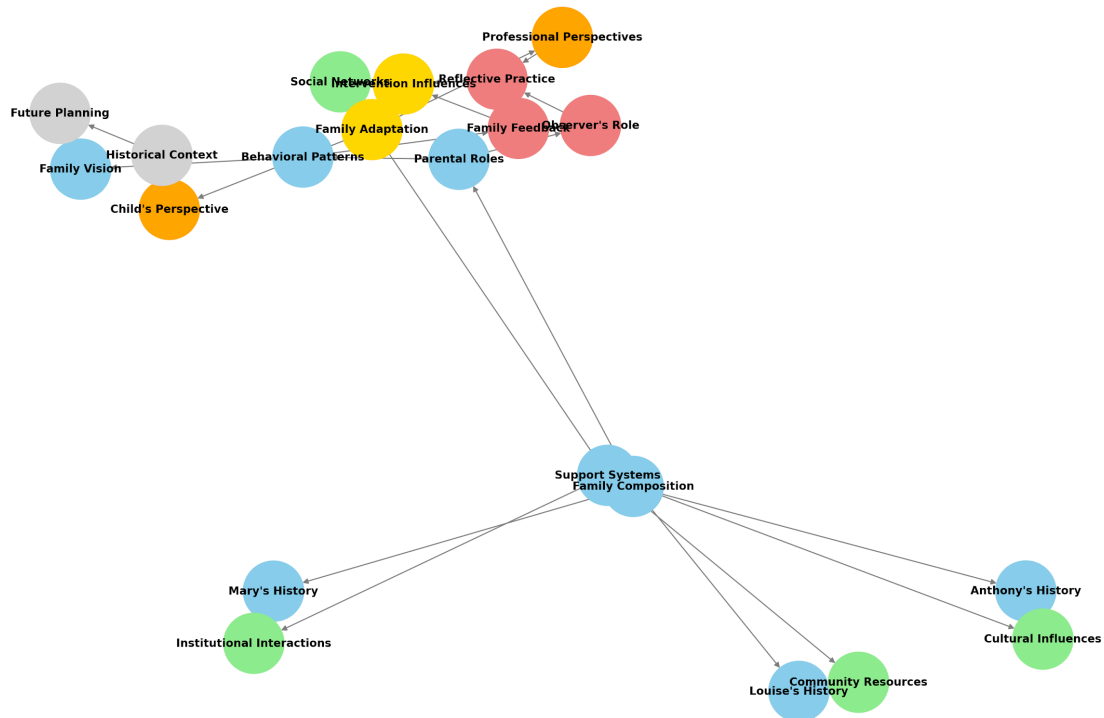 Professional Perspectives
Reflective Practice
Social Networks
Intervention Influences
Future Planning
Observer's Role
Family Feedback
Family Adaptation
Historical Context
Behavioral Patterns
Parental Roles
Family Vision
Child's Perspective
Support Systems
Family Composition
Mary's History
Anthony's History
Institutional Interactions
Cultural Influences
Community Resources
Louise's History